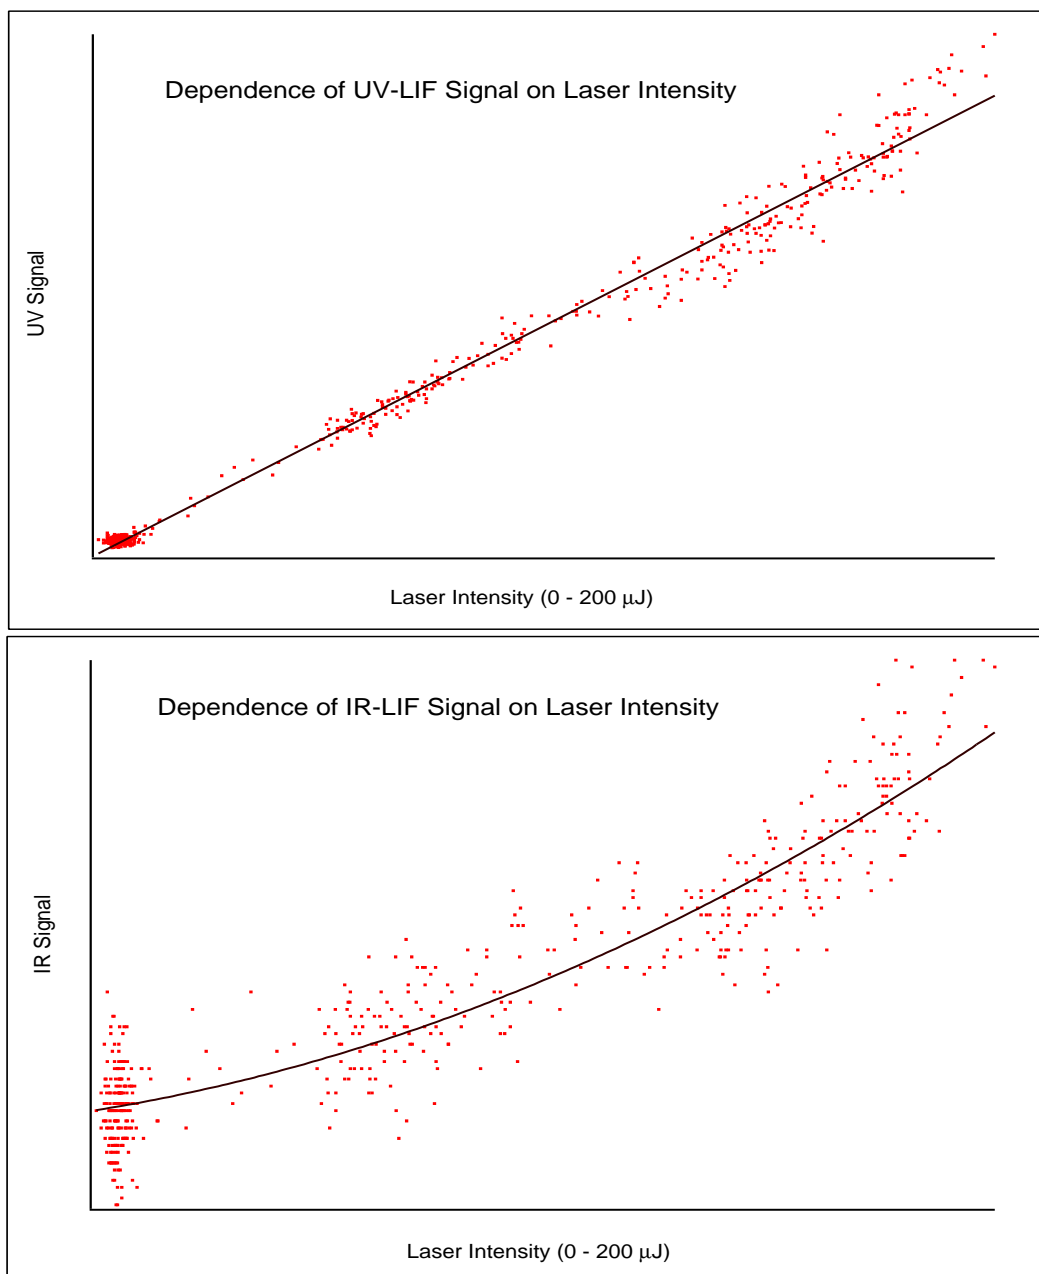 Dependence of UV-LIF Signal on Laser Intensity
UV Signal
Laser Intensity (0 - 200 μJ)
Dependence of IR-LIF Signal on Laser Intensity
IR Signal
Laser Intensity (0 - 200 μJ)